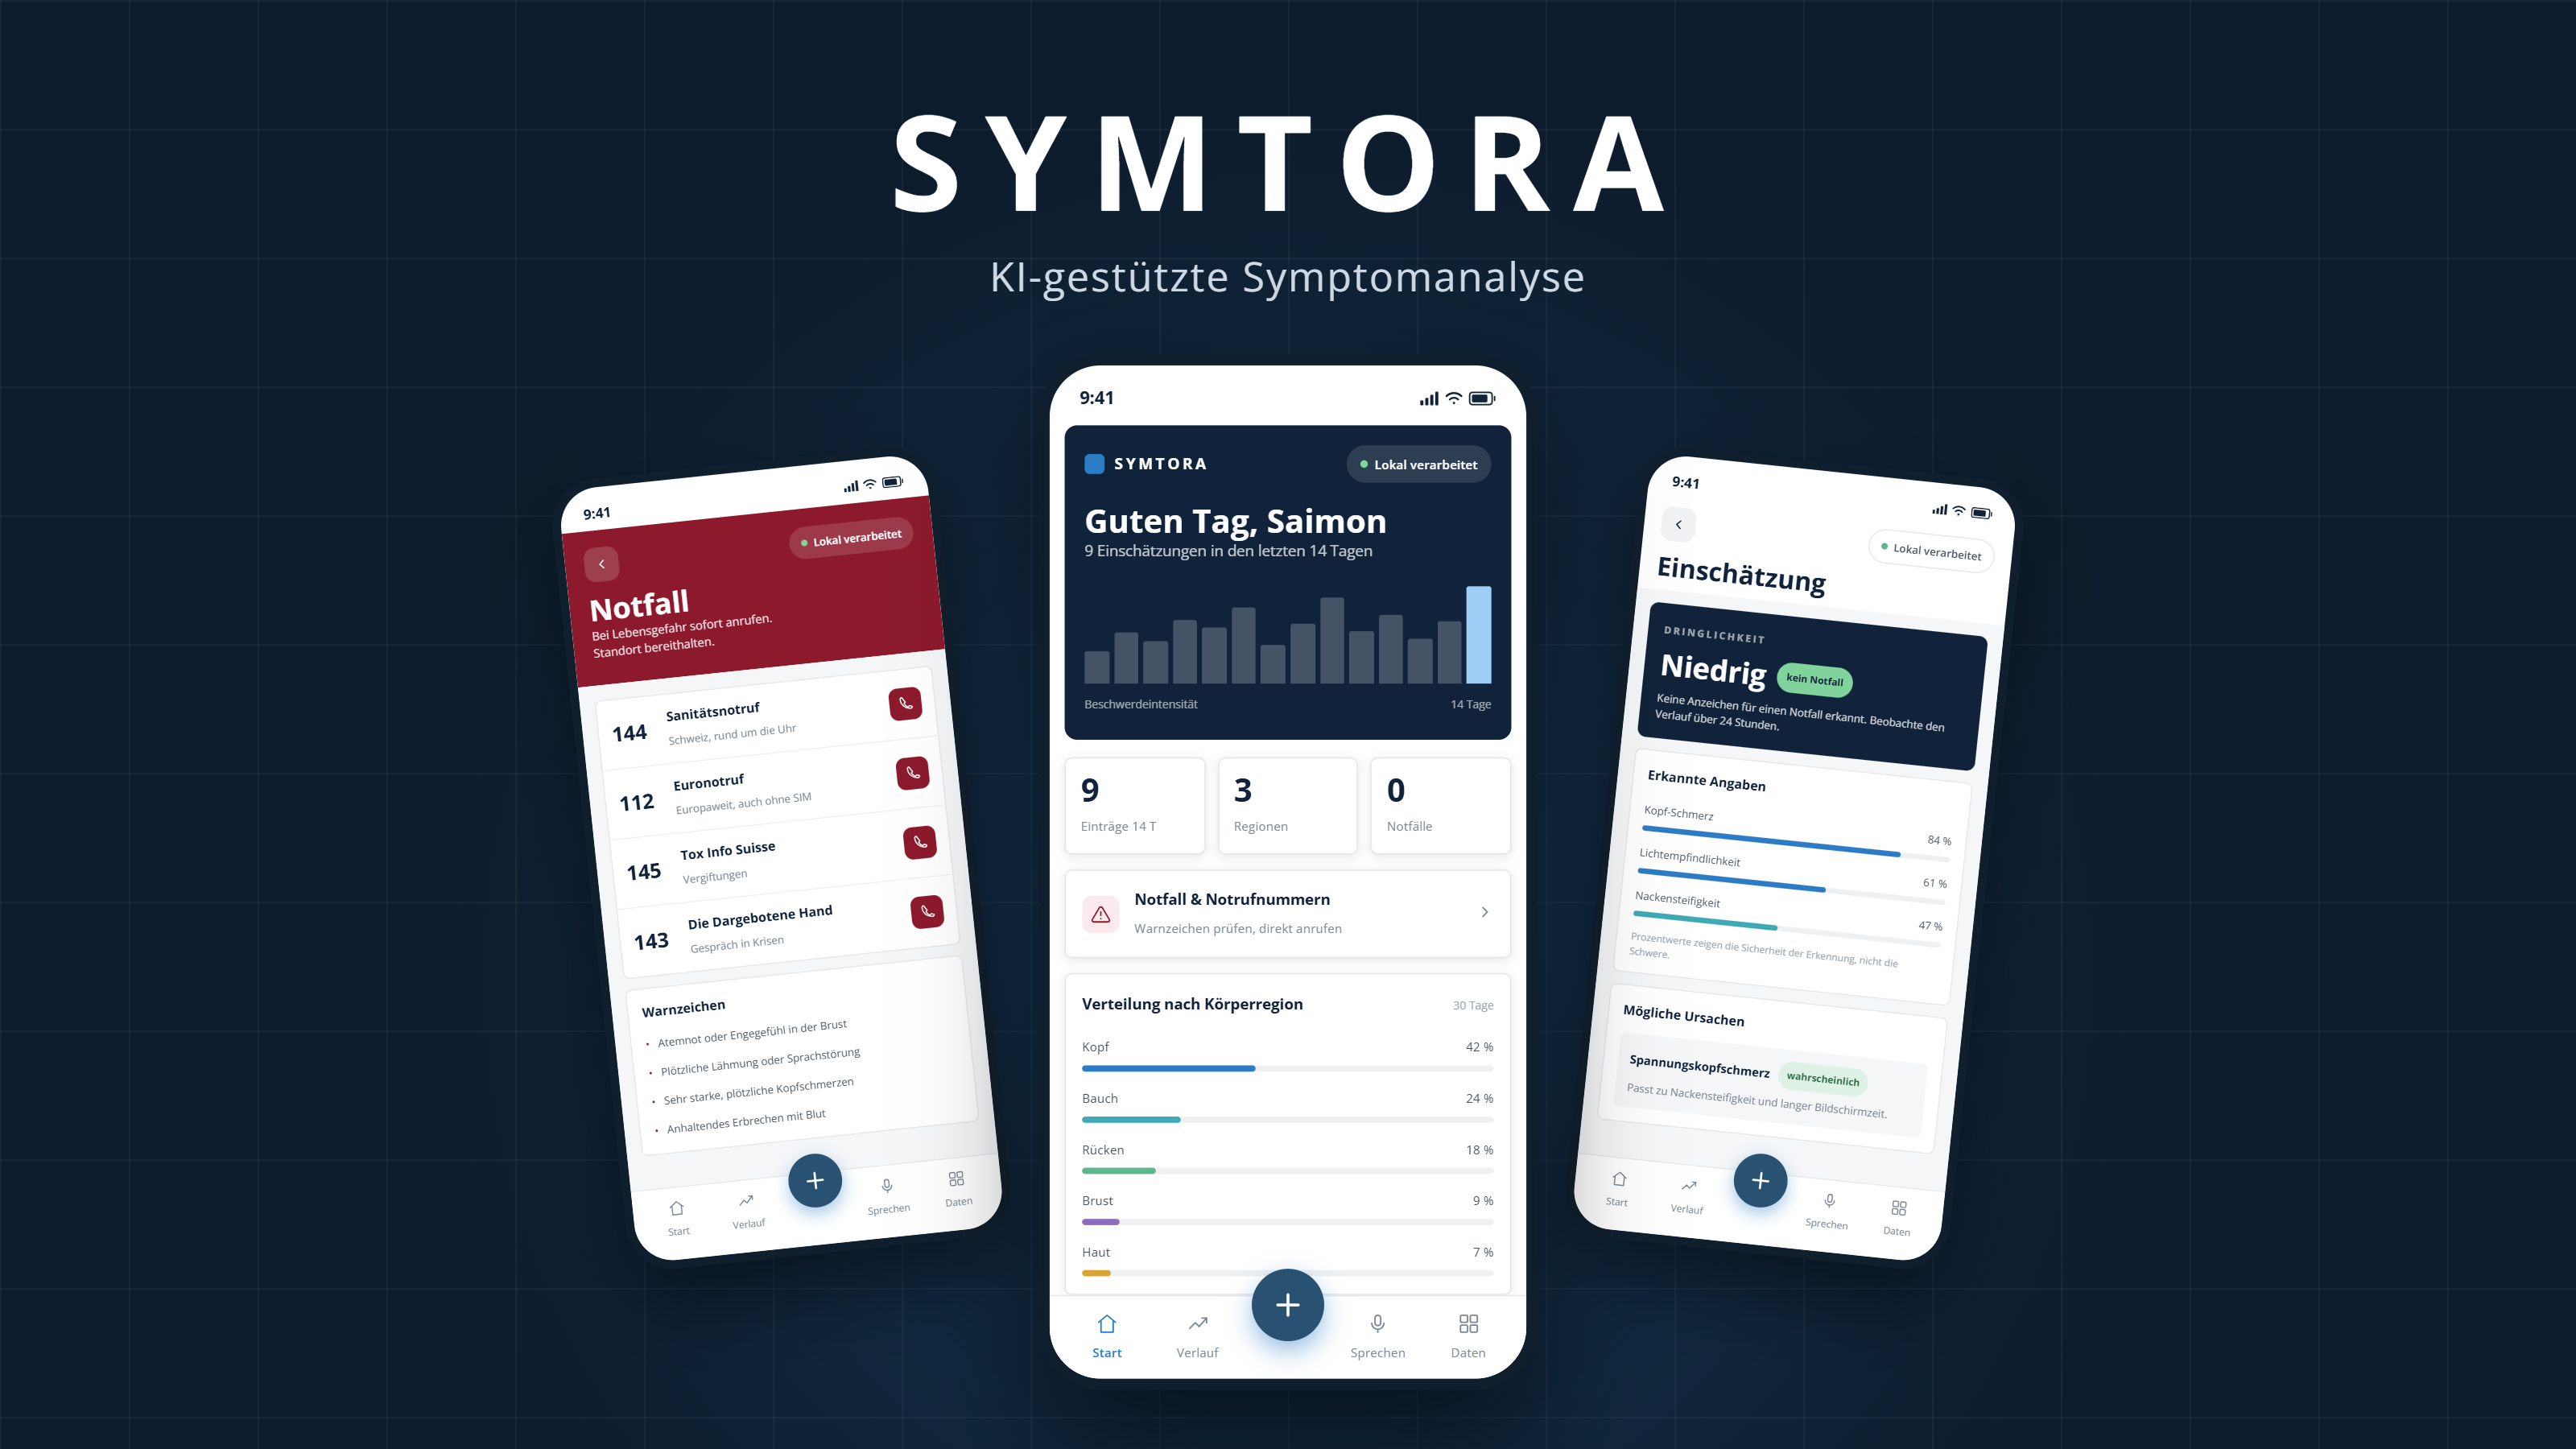 SYMTORA
KI-gestützte Symptomanalyse
9:41
Lokal verarbeitet
Notfall
Bei Lebensgefahr sofort anrufen.
Standort bereithalten.
144
Sanitätsnotruf
Schweiz, rund um die Uhr
112
Euronotruf
Europaweit, auch ohne SIM
145
Tox Info Suisse
Vergiftungen
143
Die Dargebotene Hand
Gespräch in Krisen
Warnzeichen
• Atemnot oder Engegefühl in der Brust
• Plötzliche Lähmung oder Sprachstörung
• Sehr starke, plötzliche Kopfschmerzen
• Anhaltendes Erbrechen mit Blut
Start
Verlauf
Sprechen
Daten
9:41
SYMTORA
Lokal verarbeitet
Guten Tag, Saimon
9 Einschätzungen in den letzten 14 Tagen
Beschwerdeintensität
14 Tage
9
Einträge 14 T
3
Regionen
0
Notfälle
Notfall & Notrufnummern
Warnzeichen prüfen, direkt anrufen
Verteilung nach Körperregion
30 Tage
Kopf
42 %
Bauch
24 %
Rücken
18 %
Brust
9 %
Haut
7 %
Start
Verlauf
Sprechen
Daten
9:41
Lokal verarbeitet
Einschätzung
DRINGLICHKEIT
Niedrig
kein Notfall
Keine Anzeichen für einen Notfall erkannt. Beobachte den
Verlauf über 24 Stunden.
Erkannte Angaben
Kopf-Schmerz
84 %
Lichtempfindlichkeit
61 %
Nackensteifigkeit
47 %
Prozentwerte zeigen die Sicherheit der Erkennung, nicht die
Schwere.
Mögliche Ursachen
Spannungskopfschmerz
wahrscheinlich
Passt zu Nackensteifigkeit und langer Bildschirmzeit.
Start
Verlauf
Sprechen
Daten